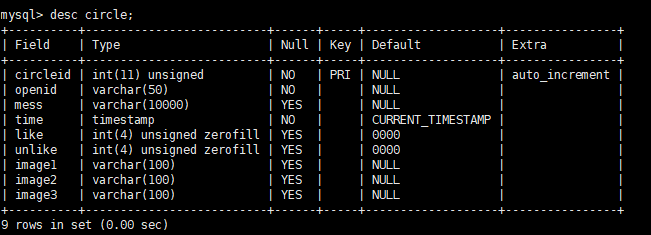 mysql> desc circle;
+----------+--------------------------+------+-----+-------------------+----------------+
| Field    | Type                     | Null | Key | Default           | Extra          |
+----------+--------------------------+------+-----+-------------------+----------------+
| circleid | int(11) unsigned         | NO   | PRI | NULL              | auto_increment |
| openid   | varchar(50)              | NO   |     | NULL              |                |
| mess     | varchar(10000)           | YES  |     | NULL              |                |
| time     | timestamp                | NO   |     | CURRENT_TIMESTAMP |                |
| like     | int(4) unsigned zerofill | YES  |     | 0000              |                |
| unlike   | int(4) unsigned zerofill | YES  |     | 0000              |                |
| image1   | varchar(100)             | YES  |     | NULL              |                |
| image2   | varchar(100)             | YES  |     | NULL              |                |
| image3   | varchar(100)             | YES  |     | NULL              |                |
+----------+--------------------------+------+-----+-------------------+----------------+
9 rows in set (0.00 sec)